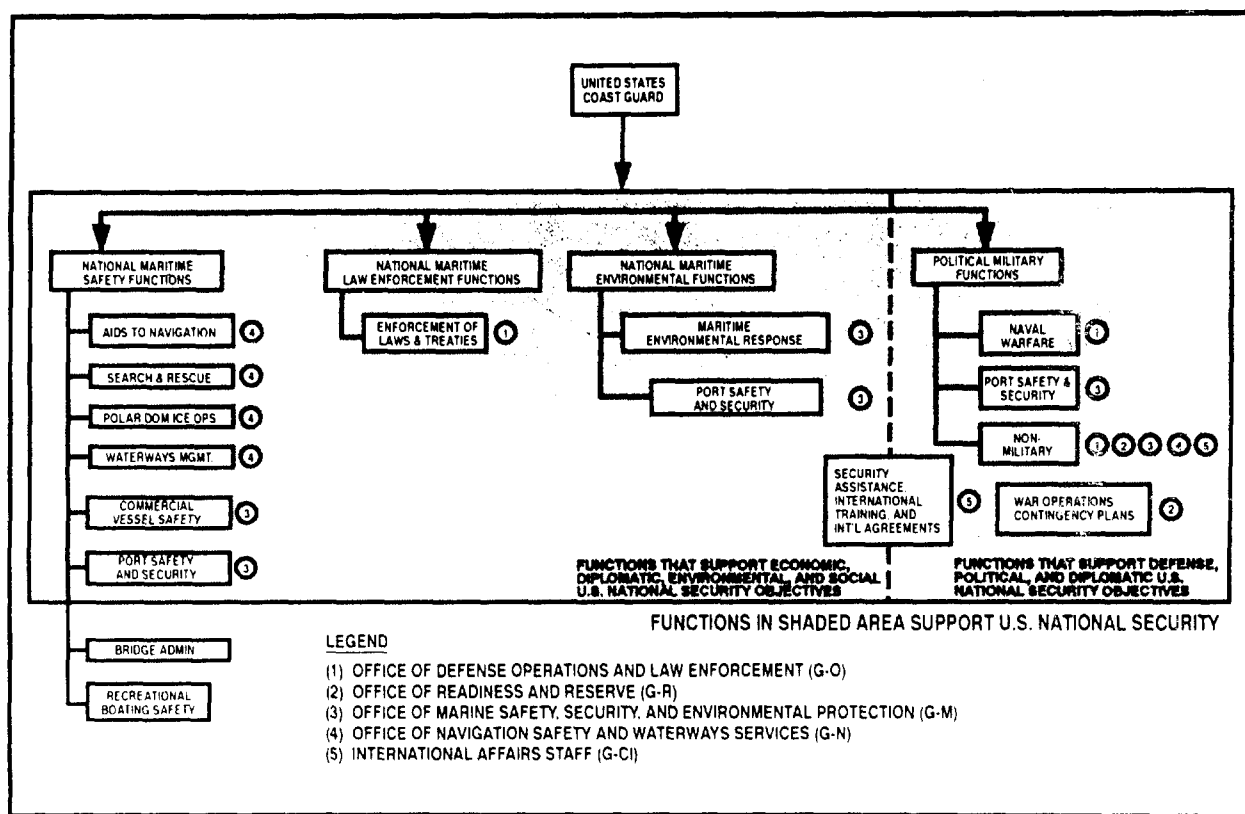 UNITED STATES
COAST GUARD
NATIONAL MARITIME
SAFETY FUNCTIONS
AIDS TO NAVIGATION
4
SEARCH & RESCUE
4
POLAR DOM ICE OPS
4
WATERWAYS MGMT.
4
COMMERCIAL
VESSEL SAFETY
3
PORT SAFETY
AND SECURITY
3
BRIDGE ADMIN
RECREATIONAL
BOATING SAFETY
NATIONAL MARITIME
LAW ENFORCEMENT FUNCTIONS
ENFORCEMENT OF
LAWS & TREATIES
1
NATIONAL MARITIME
ENVIRONMENTAL FUNCTIONS
MARITIME
ENVIRONMENTAL RESPONSE
3
PORT SAFETY
AND SECURITY
3
POLITICAL MILITARY
FUNCTIONS
NAVAL
WARFARE
1
PORT SAFETY &
SECURITY
3
NON-
MILITARY
1 2 3 4 5
SECURITY
ASSISTANCE,
INTERNATIONAL
TRAINING, AND
INT'L AGREEMENTS
5
WAR OPERATIONS
CONTINGENCY PLANS
2
FUNCTIONS THAT SUPPORT ECONOMIC,
DIPLOMATIC, ENVIRONMENTAL, AND SOCIAL
U.S. NATIONAL SECURITY OBJECTIVES
FUNCTIONS THAT SUPPORT DEFENSE,
POLITICAL, AND DIPLOMATIC U.S.
NATIONAL SECURITY OBJECTIVES
FUNCTIONS IN SHADED AREA SUPPORT U.S. NATIONAL SECURITY
LEGEND
(1) OFFICE OF DEFENSE OPERATIONS AND LAW ENFORCEMENT (G-O)
(2) OFFICE OF READINESS AND RESERVE (G-R)
(3) OFFICE OF MARINE SAFETY, SECURITY, AND ENVIRONMENTAL PROTECTION (G-M)
(4) OFFICE OF NAVIGATION SAFETY AND WATERWAYS SERVICES (G-N)
(5) INTERNATIONAL AFFAIRS STAFF (G-CI)